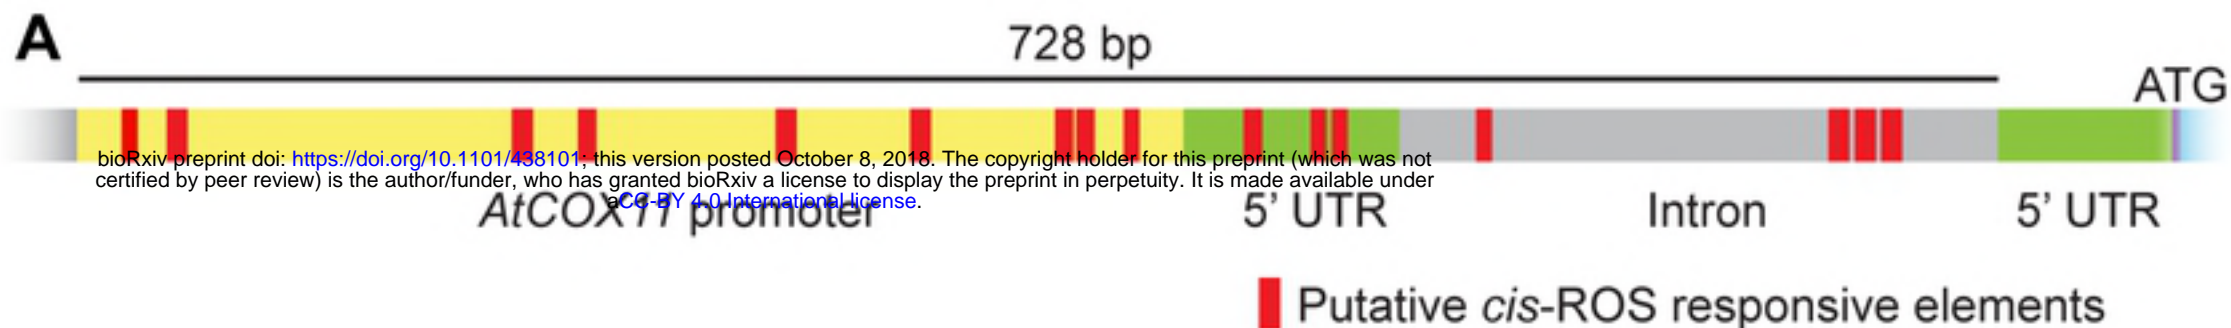 A
728 bp
ATG
bioRxiv preprint doi: https://doi.org/10.1101/438101; this version posted October 8, 2018. The copyright holder for this preprint (which was not
certified by peer review) is the author/funder, who has granted bioRxiv a license to display the preprint in perpetuity. It is made available under
aCC-BY 4.0 International license.
AtCOX11 promoter 5’ UTR Intron 5’ UTR
Putative cis-ROS responsive elements